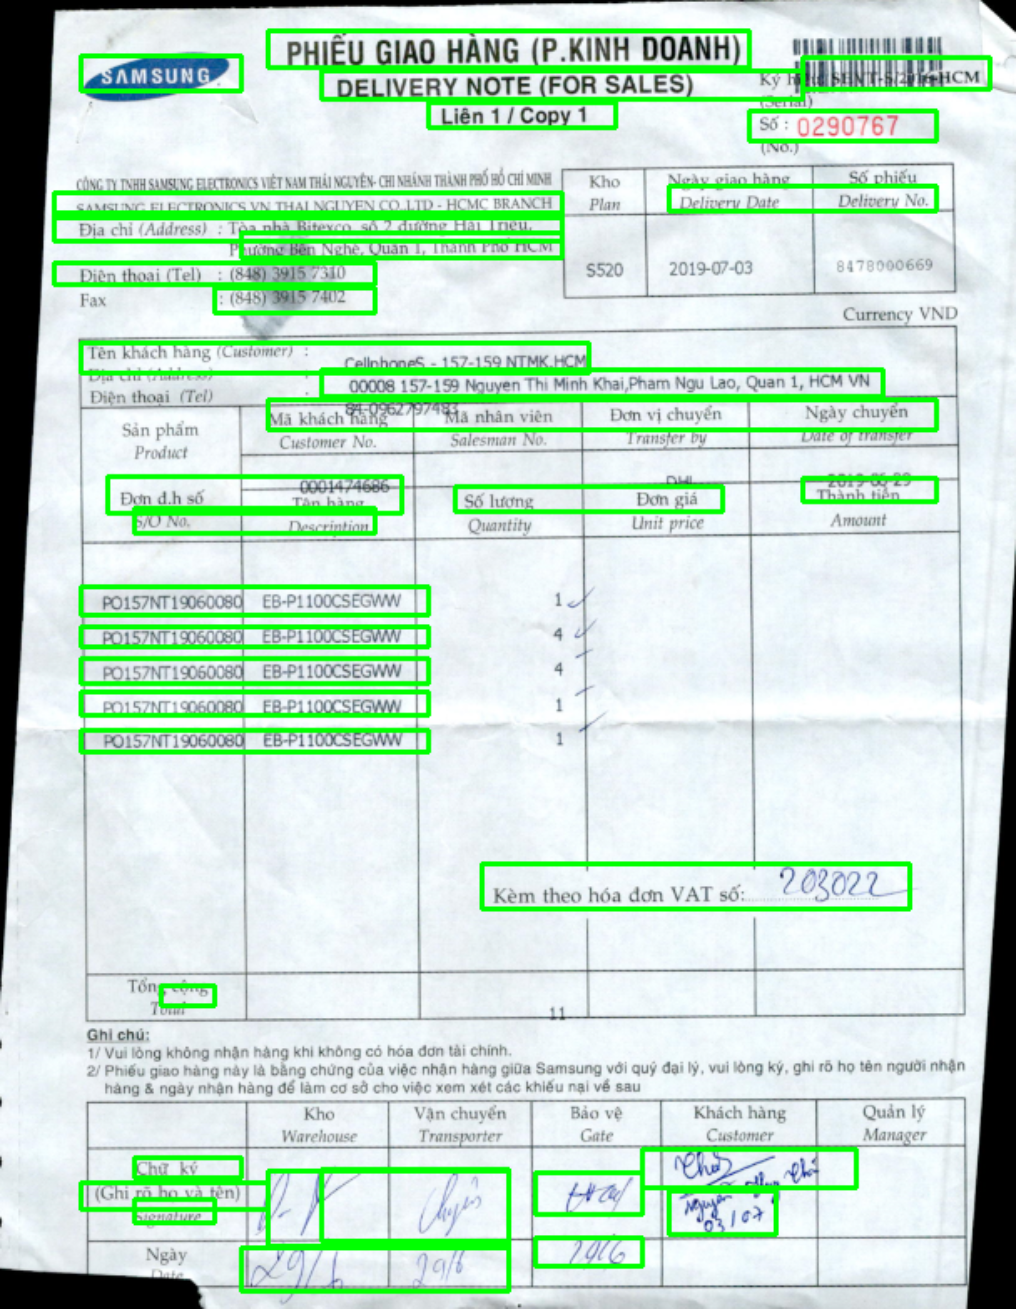 SAMSUNG
PHIẾU GIAO HÀNG (P.KINH DOANH)
DELIVERY NOTE (FOR SALES)
Liên 1 / Copy 1
Ký SEVT-S/ HCM
(Serial)
Số : 0290767
(No.)
CÔNG TY TNHH SAMSUNG ELECTRONICS VIỆT NAM THÁI NGUYÊN- CHI NHÁNH THÀNH PHỐ HỒ CHÍ MINH
SAMSUNG ELECTRONICS VN THAI NGUYEN CO.,LTD - HCMC BRANCH
Địa chỉ (Address) : Tòa nhà Bitexco, số 2 đường Hải Triều,
Phường Bến Nghé, Quận 1, Thành Phố HCM
Điện thoại (Tel) : (848) 3915 7310
Fax : (848) 3915 7402
Kho Ngày giao hàng Số phiếu
Plan Delivery Date Delivery No.
S520 2019-07-03 8478000669
Currency VND
Tên khách hàng (Customer) : CellphoneS - 157-159 NTMK.HCM
Địa chỉ (Address) : 00008 157-159 Nguyen Thi Minh Khai,Pham Ngu Lao, Quan 1, HCM VN
Điện thoại (Tel) : 84-0962797483
Sản phẩm Mã khách hàng Mã nhân viên Đơn vị chuyển Ngày chuyển
Product Customer No. Salesman No. Transfer by Date of transfer
0001474686 DHL
Đơn đ.h số Tên hàng Số lượng Đơn giá Thành tiền
S/O No. Description Quantity Unit price Amount
PO157NT19060080 EB-P1100CSEGWW 1
PO157NT19060080 EB-P1100CSEGWW 4
PO157NT19060080 EB-P1100CSEGWW 4
PO157NT19060080 EB-P1100CSEGWW 1
PO157NT19060080 EB-P1100CSEGWW 1
Kèm theo hóa đơn VAT số: 203022
Tổng cộng
Total 11
Ghi chú:
1/ Vui lòng không nhận hàng khi không có hóa đơn tài chính.
2/ Phiếu giao hàng này là bằng chứng của việc nhận hàng giữa Samsung với quý đại lý, vui lòng ký, ghi rõ họ tên người nhận
hàng & ngày nhận hàng để làm cơ sở cho việc xem xét các khiếu nại về sau
Kho Vận chuyển Bảo vệ Khách hàng Quản lý
Warehouse Transporter Gate Customer Manager
Chữ ký
(Ghi rõ họ và tên)
Signature
03/07
Ngày 29/6 29/6 29/6
Date